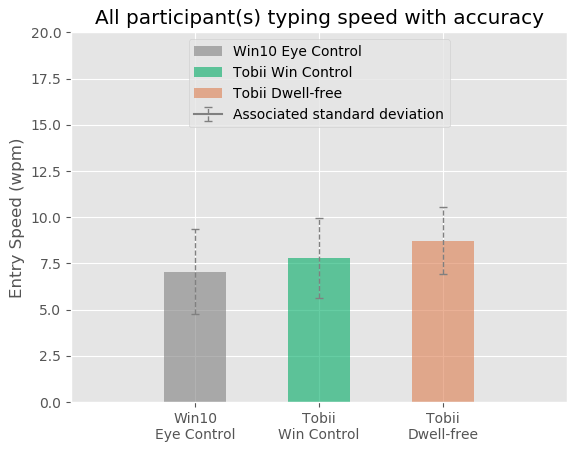 All participant(s) typing speed with accuracy
20.0
17.5
15.0
12.5
10.0
7.5
5.0
2.5
0.0
Entry Speed (wpm)
Win10 Eye Control
Tobii Win Control
Tobii Dwell-free
Associated standard deviation
Win10
Eye Control
Tobii
Win Control
Tobii
Dwell-free